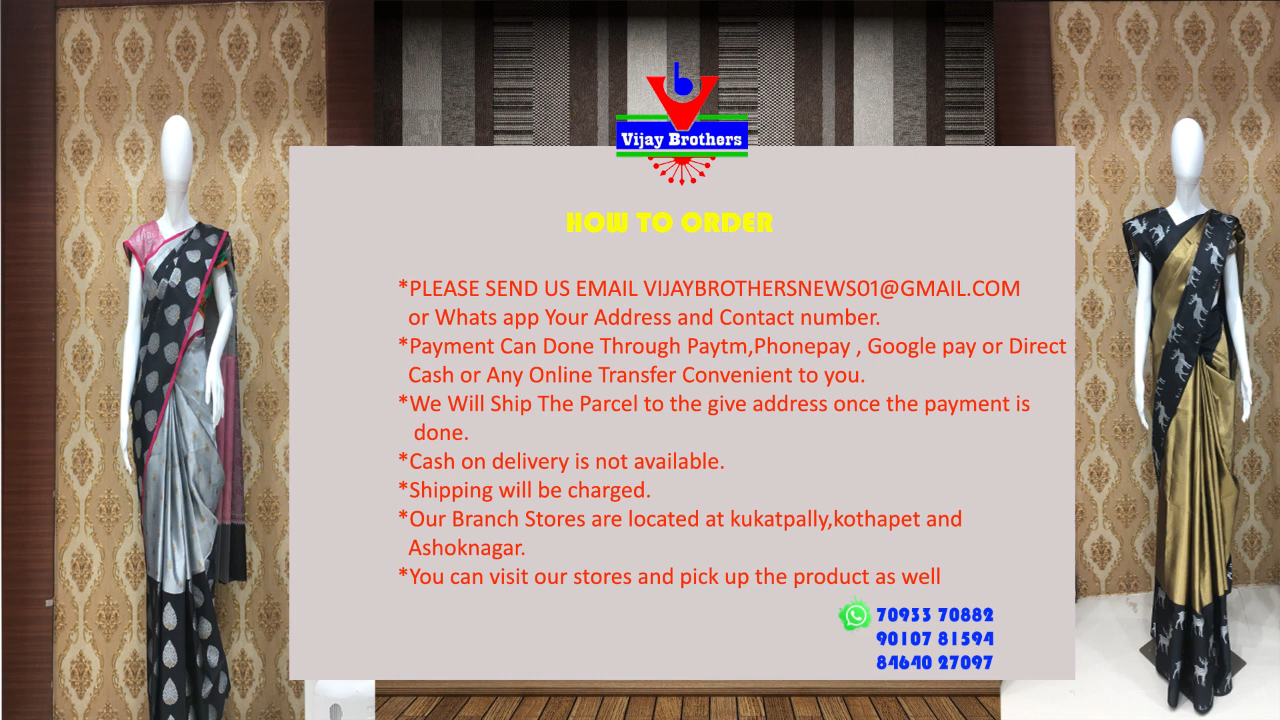 b
Vijay Brothers
HOW TO ORDER
*PLEASE SEND US EMAIL VIJAYBROTHERSNEWS01@GMAIL.COM
or Whats app Your Address and Contact number.
*Payment Can Done Through Paytm,Phonepay , Google pay or Direct
Cash or Any Online Transfer Convenient to you.
*We Will Ship The Parcel to the give address once the payment is
done.
*Cash on delivery is not available.
*Shipping will be charged.
*Our Branch Stores are located at kukatpally,kothapet and
Ashoknagar.
*You can visit our stores and pick up the product as well
70933 70882
90107 81594
84640 27097